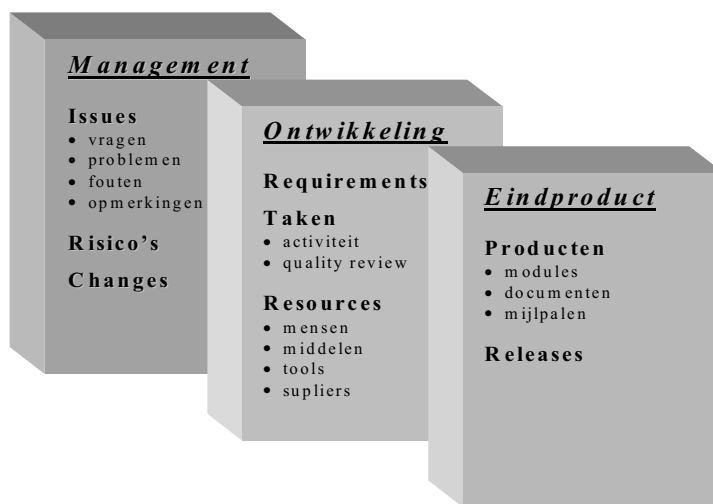 Management
Issues
• vragen
• problemen
• fouten
• opmerkingen
Risico’s
Changes
Ontwikkeling
Requirements
Taken
• activiteit
• quality review
Resources
• mensen
• middelen
• tools
• supliers
Eindproduct
Producten
• modules
• documenten
• mijlpalen
Releases